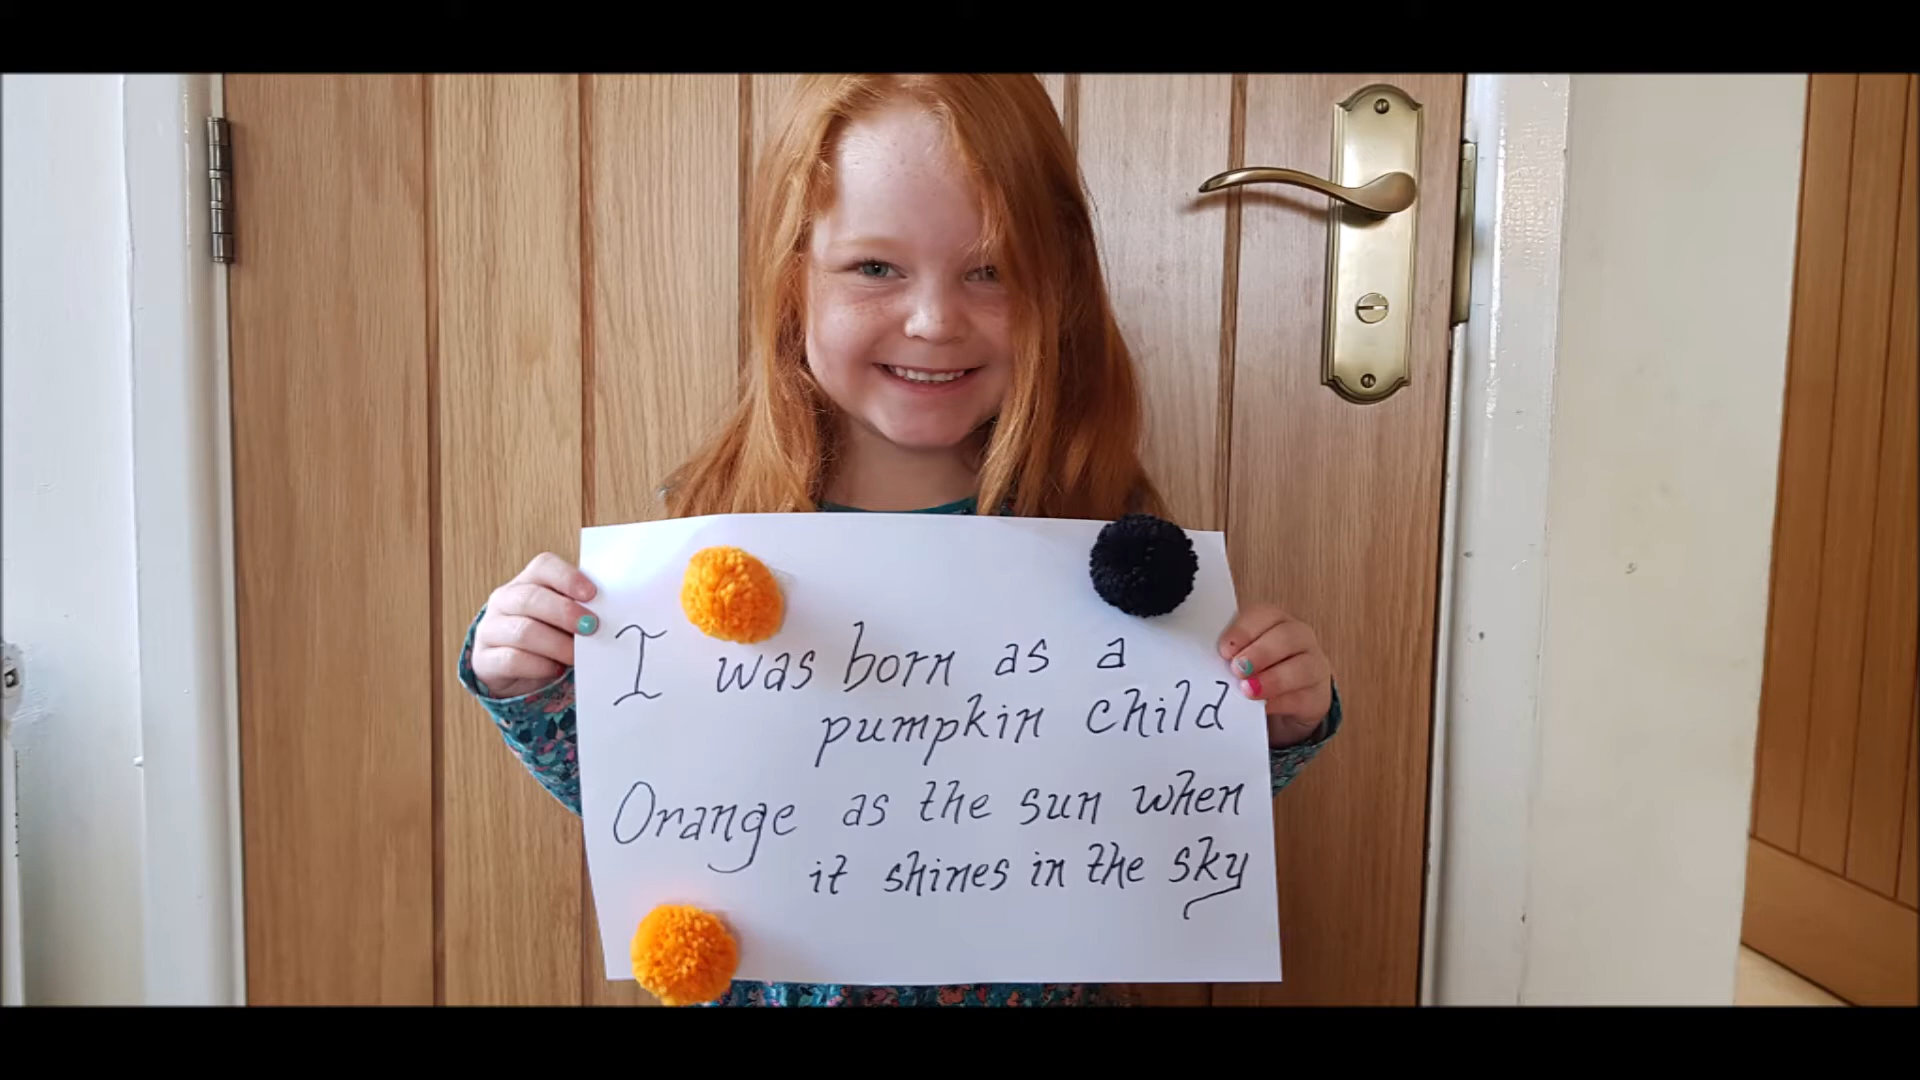 I was born as a
pumpkin child
Orange as the sun when
it shines in the sky